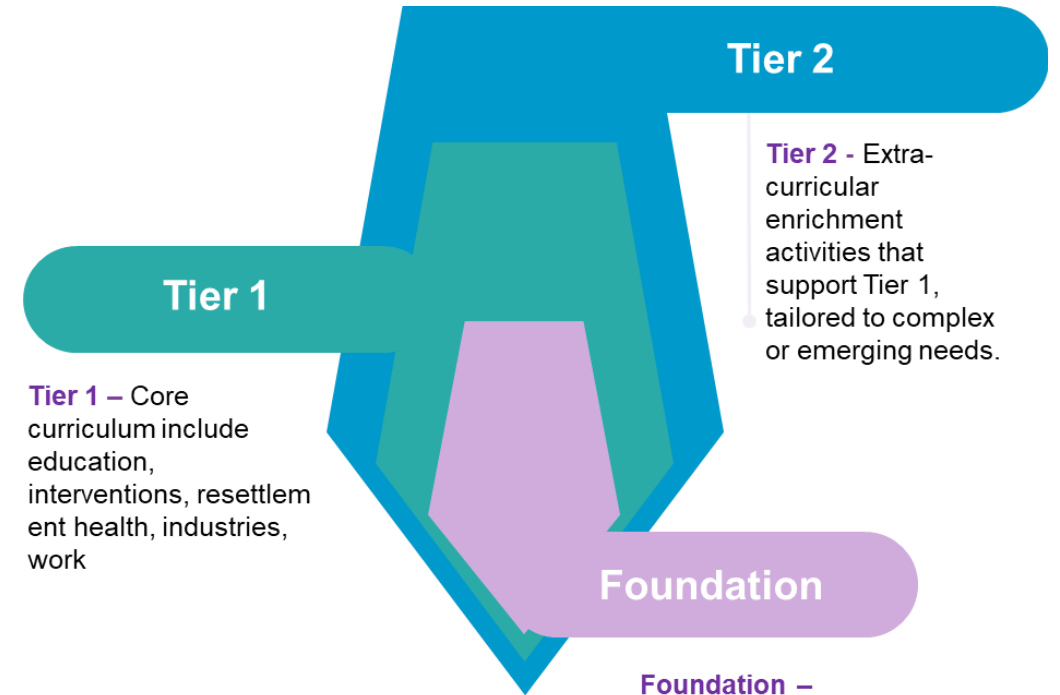 Tier 2
Tier 2 - Extra-
curricular
enrichment
activities that
support Tier 1,
tailored to complex
or emerging needs.
Tier 1
Tier 1 – Core
curriculum include
education,
interventions, resettlem
ent health, industries,
work
Foundation
Foundation –